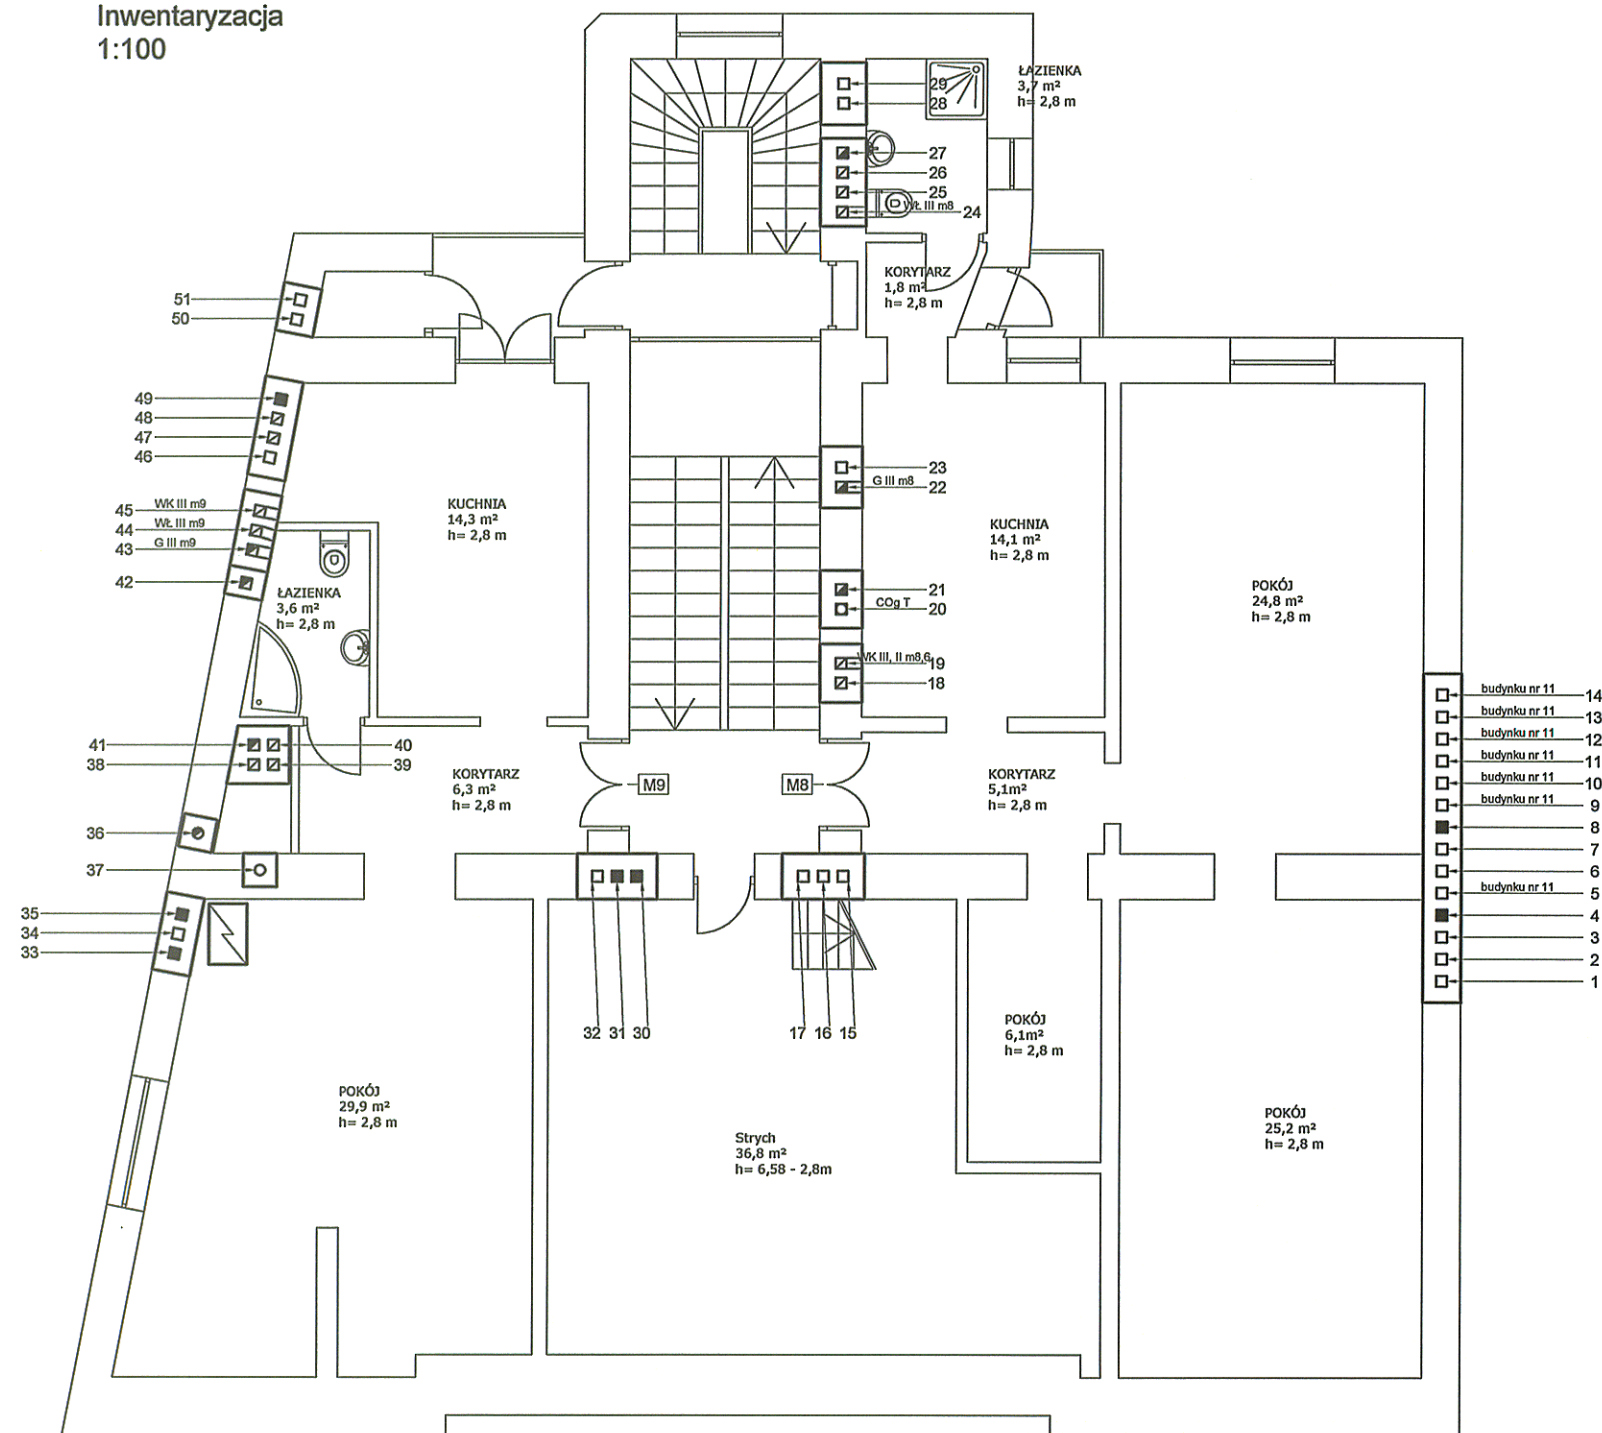 Inwentaryzacja
1:100
ŁAZIENKA
3,7 m²
h= 2,8 m
29
28
27
26
25
WŁ III m8
24
KORYTARZ
1,8 m²
h= 2,8 m
51
50
49
48
47
46
45 WK III m9
44 WŁ III m9
43 G III m9
42
KUCHNIA
14,3 m²
h= 2,8 m
ŁAZIENKA
3,6 m²
h= 2,8 m
23
G III m8 22
21
COg T 20
WK III, II m8,6 19
18
KUCHNIA
14,1 m²
h= 2,8 m
POKÓJ
24,8 m²
h= 2,8 m
budynku nr 11 14
budynku nr 11 13
budynku nr 11 12
budynku nr 11 11
budynku nr 11 10
budynku nr 11 9
8
7
6
budynku nr 11 5
4
3
2
1
41 40
38 39
KORYTARZ
6,3 m²
h= 2,8 m
M9
M8
KORYTARZ
5,1m²
h= 2,8 m
36
37
35
34
33
32 31 30
17 16 15
POKÓJ
6,1m²
h= 2,8 m
POKÓJ
29,9 m²
h= 2,8 m
Strych
36,8 m²
h= 6,58 - 2,8m
POKÓJ
25,2 m²
h= 2,8 m